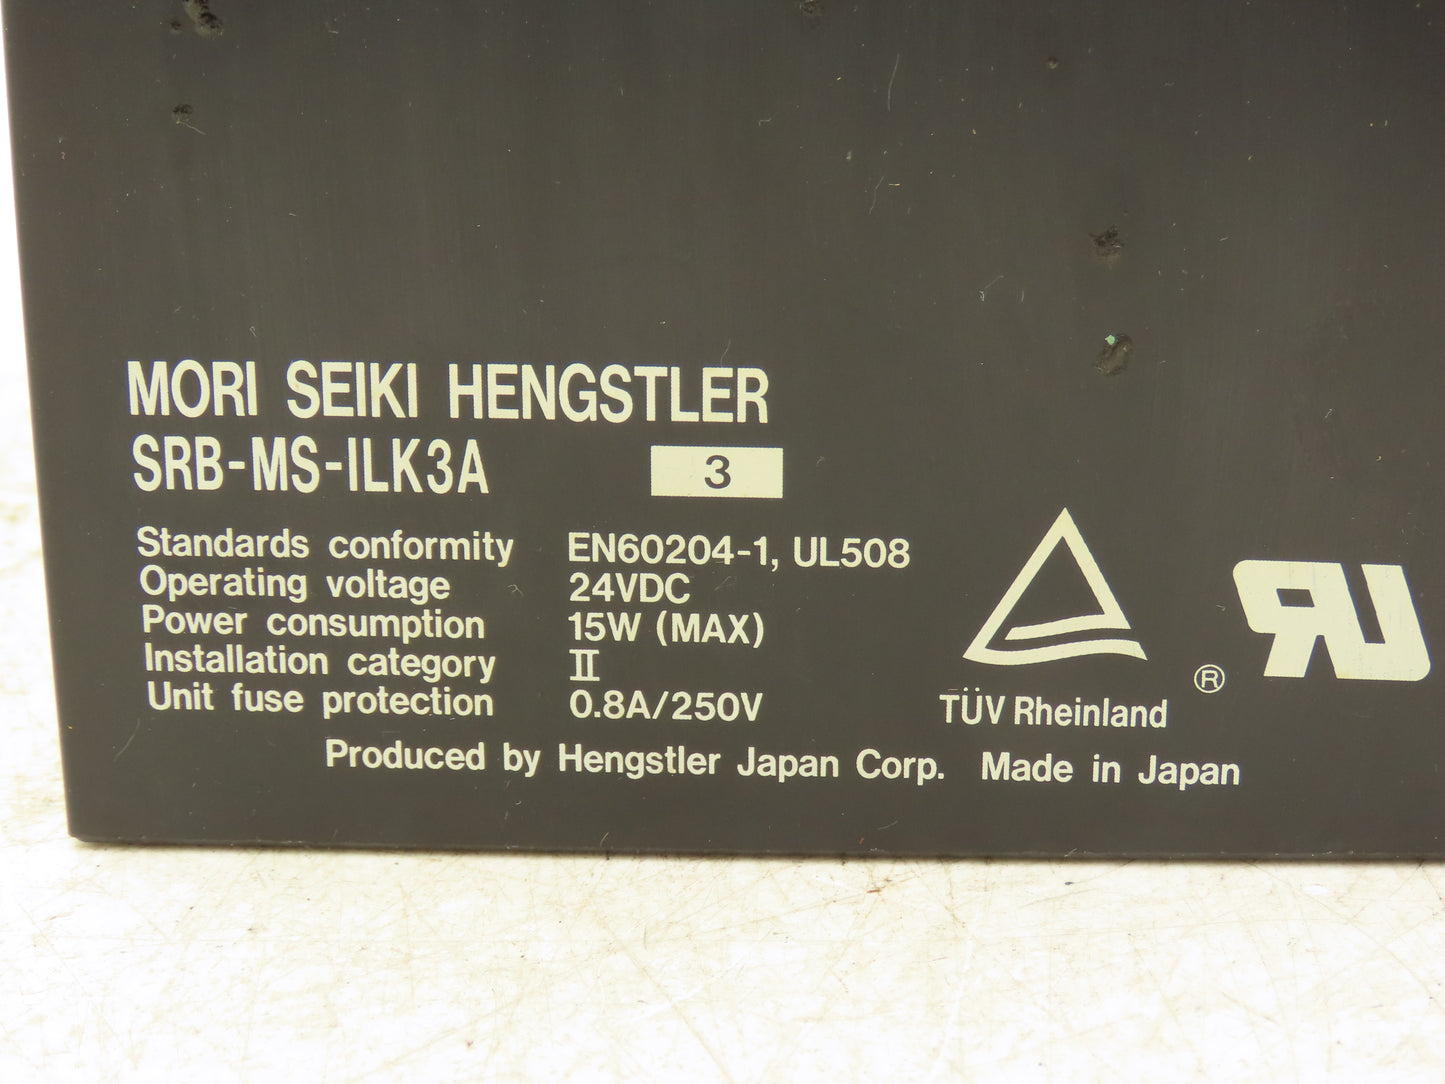 MORI SEIKI HENGSTLER
SRB-MS-ILK3A 3
Standards conformity EN60204-1, UL508
Operating voltage 24VDC
Power consumption 15W (MAX)
Installation category II
Unit fuse protection 0.8A/250V
TÜV Rheinland
® RU
Produced by Hengstler Japan Corp. Made in Japan